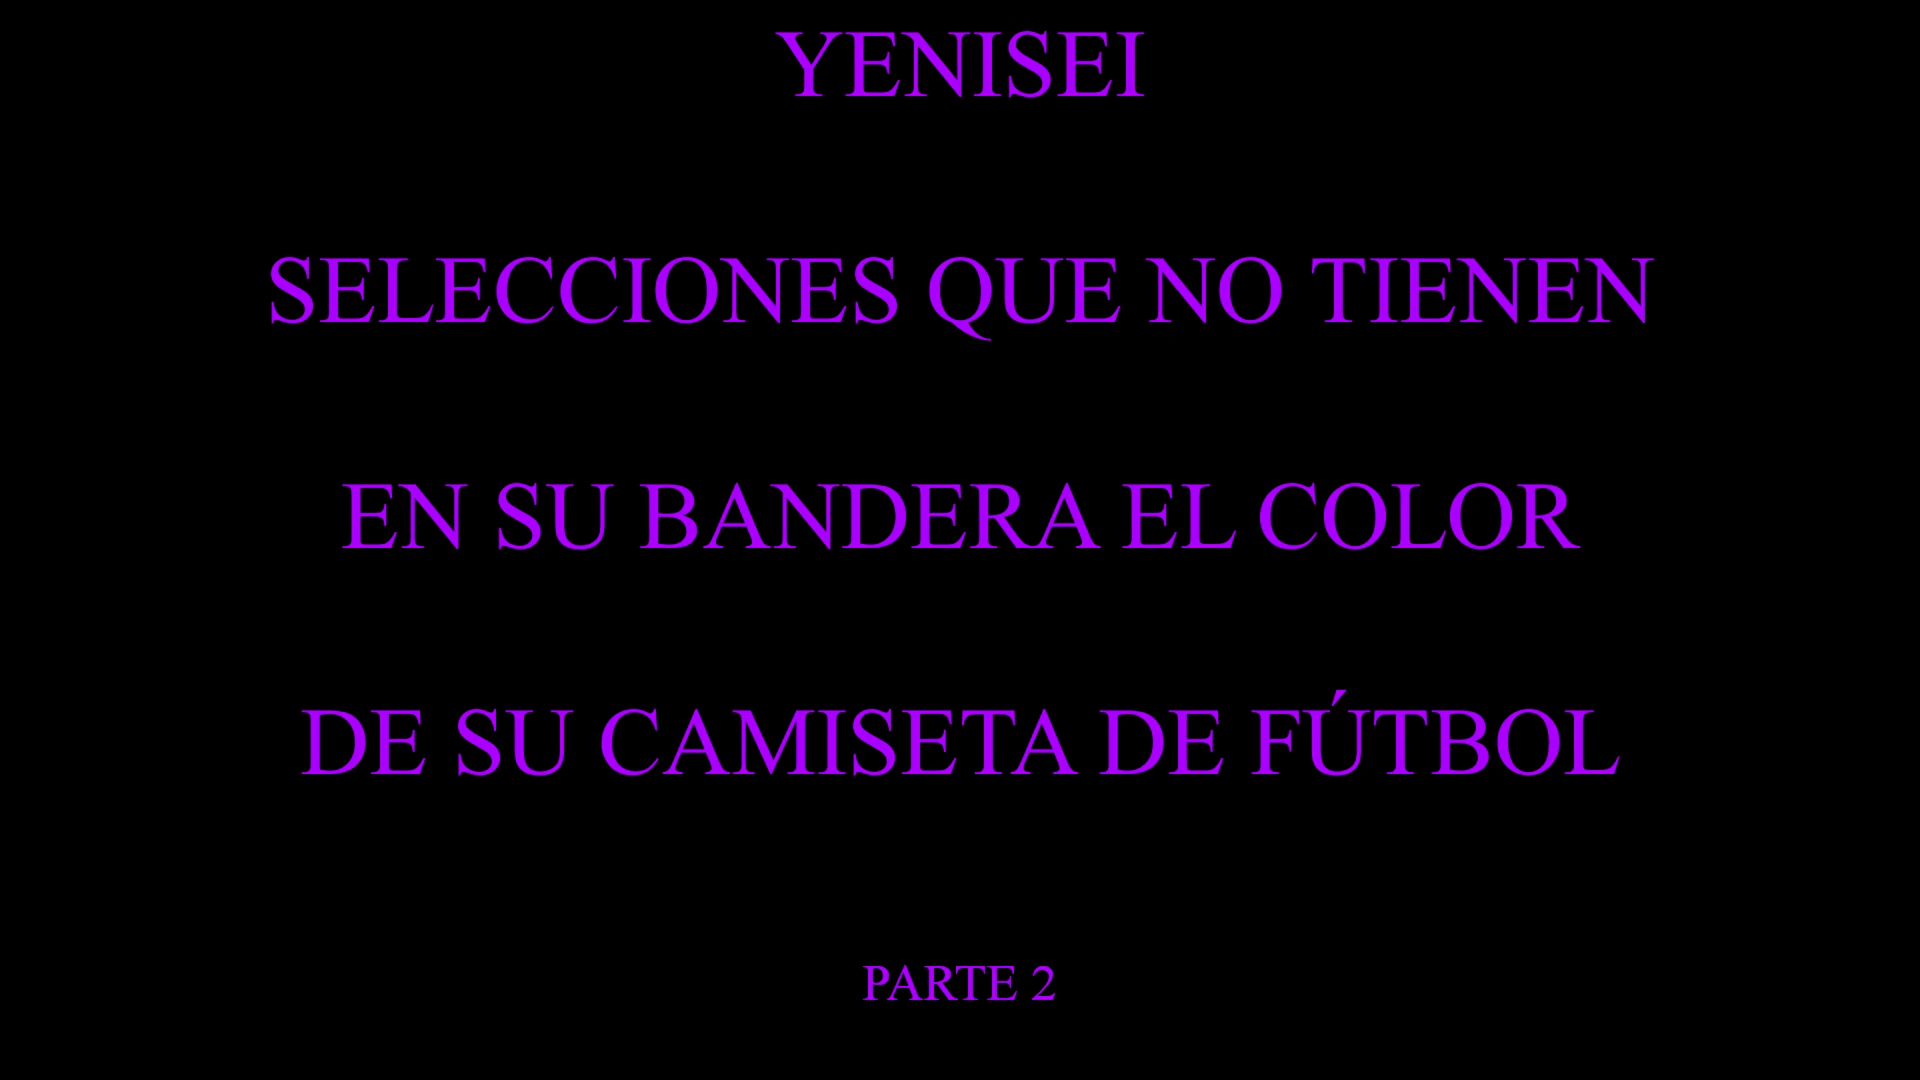 YENISEI
SELECCIONES QUE NO TIENEN
EN SU BANDERA EL COLOR
DE SU CAMISETA DE FÚTBOL
PARTE 2